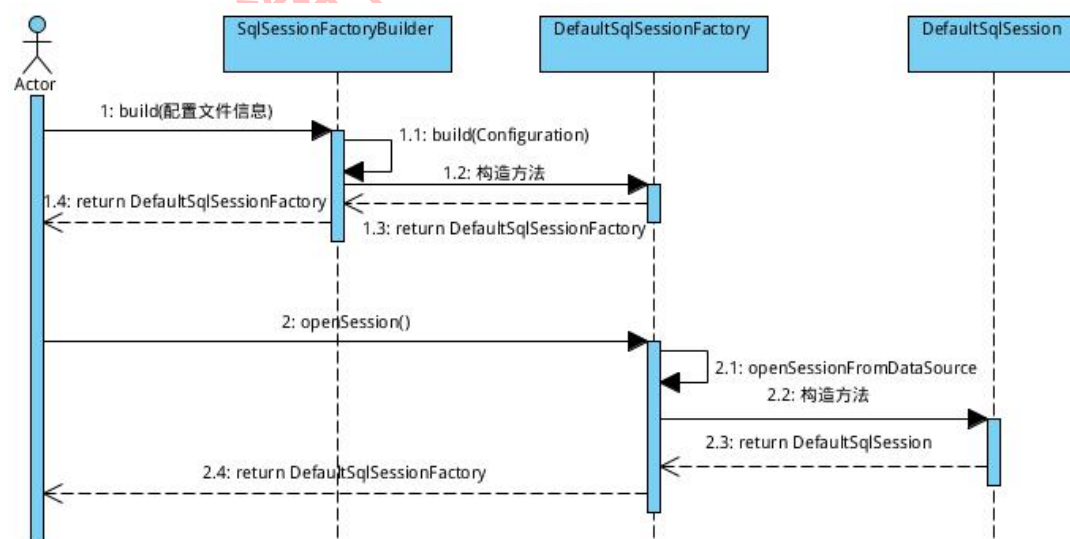 SqlSessionFactoryBuilder
DefaultSqlSessionFactory
DefaultSqlSession
Actor
1: build(配置文件信息)
1.1: build(Configuration)
1.2: 构造方法
1.4: return DefaultSqlSessionFactory
1.3: return DefaultSqlSessionFactory
2: openSession()
2.1: openSessionFromDataSource
2.2: 构造方法
2.3: return DefaultSqlSession
2.4: return DefaultSqlSessionFactory